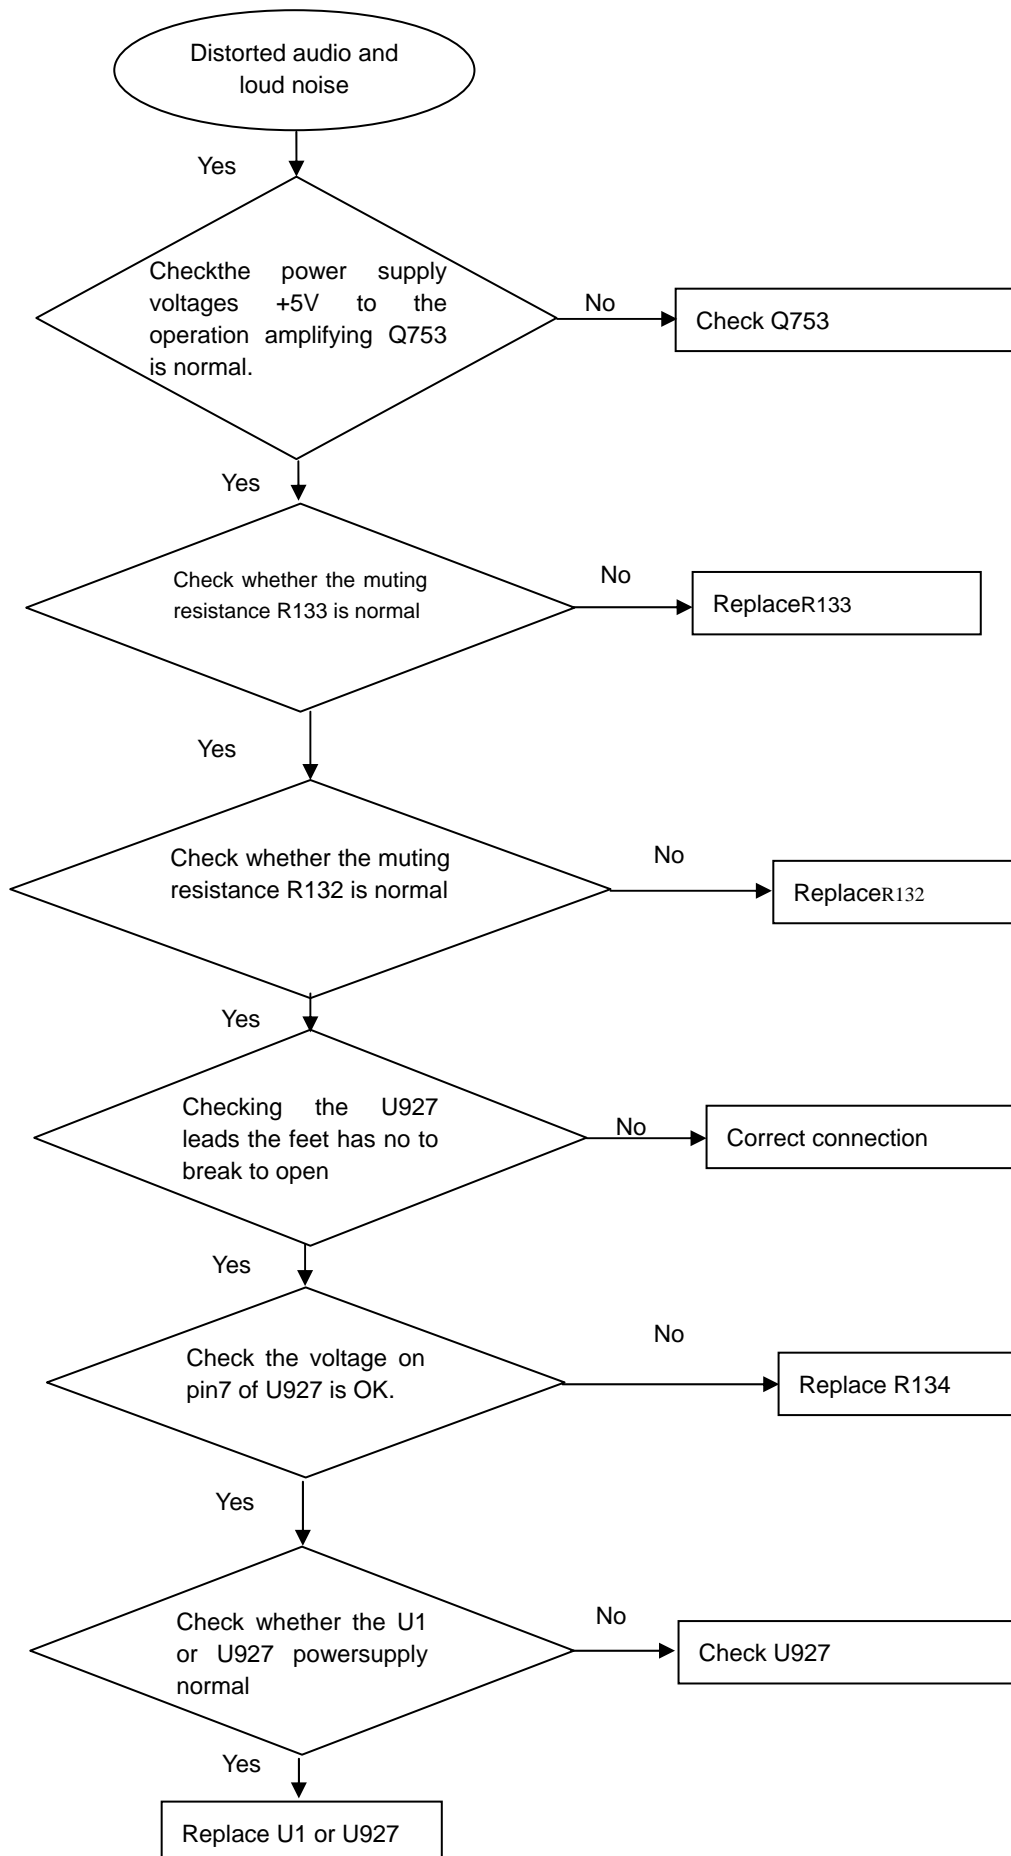 Distorted audio and
loud noise
Yes
Checkthe power supply
voltages +5V to the
operation amplifying Q753
is normal.
No
Check Q753
Yes
Check whether the muting
resistance R133 is normal
No
ReplaceR133
Yes
Check whether the muting
resistance R132 is normal
No
ReplaceR132
Yes
Checking the U927
leads the feet has no to
break to open
No
Correct connection
Yes
Check the voltage on
pin7 of U927 is OK.
No
Replace R134
Yes
Check whether the U1
or U927 powersupply
normal
No
Check U927
Yes
Replace U1 or U927